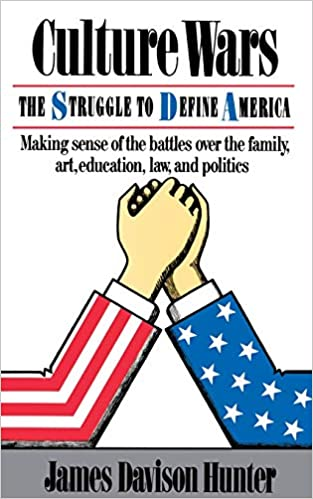 Culture Wars
THE STRUGGLE TO DEFINE AMERICA
Making sense of the battles over the family,
art, education, law, and politics
James Davison Hunter